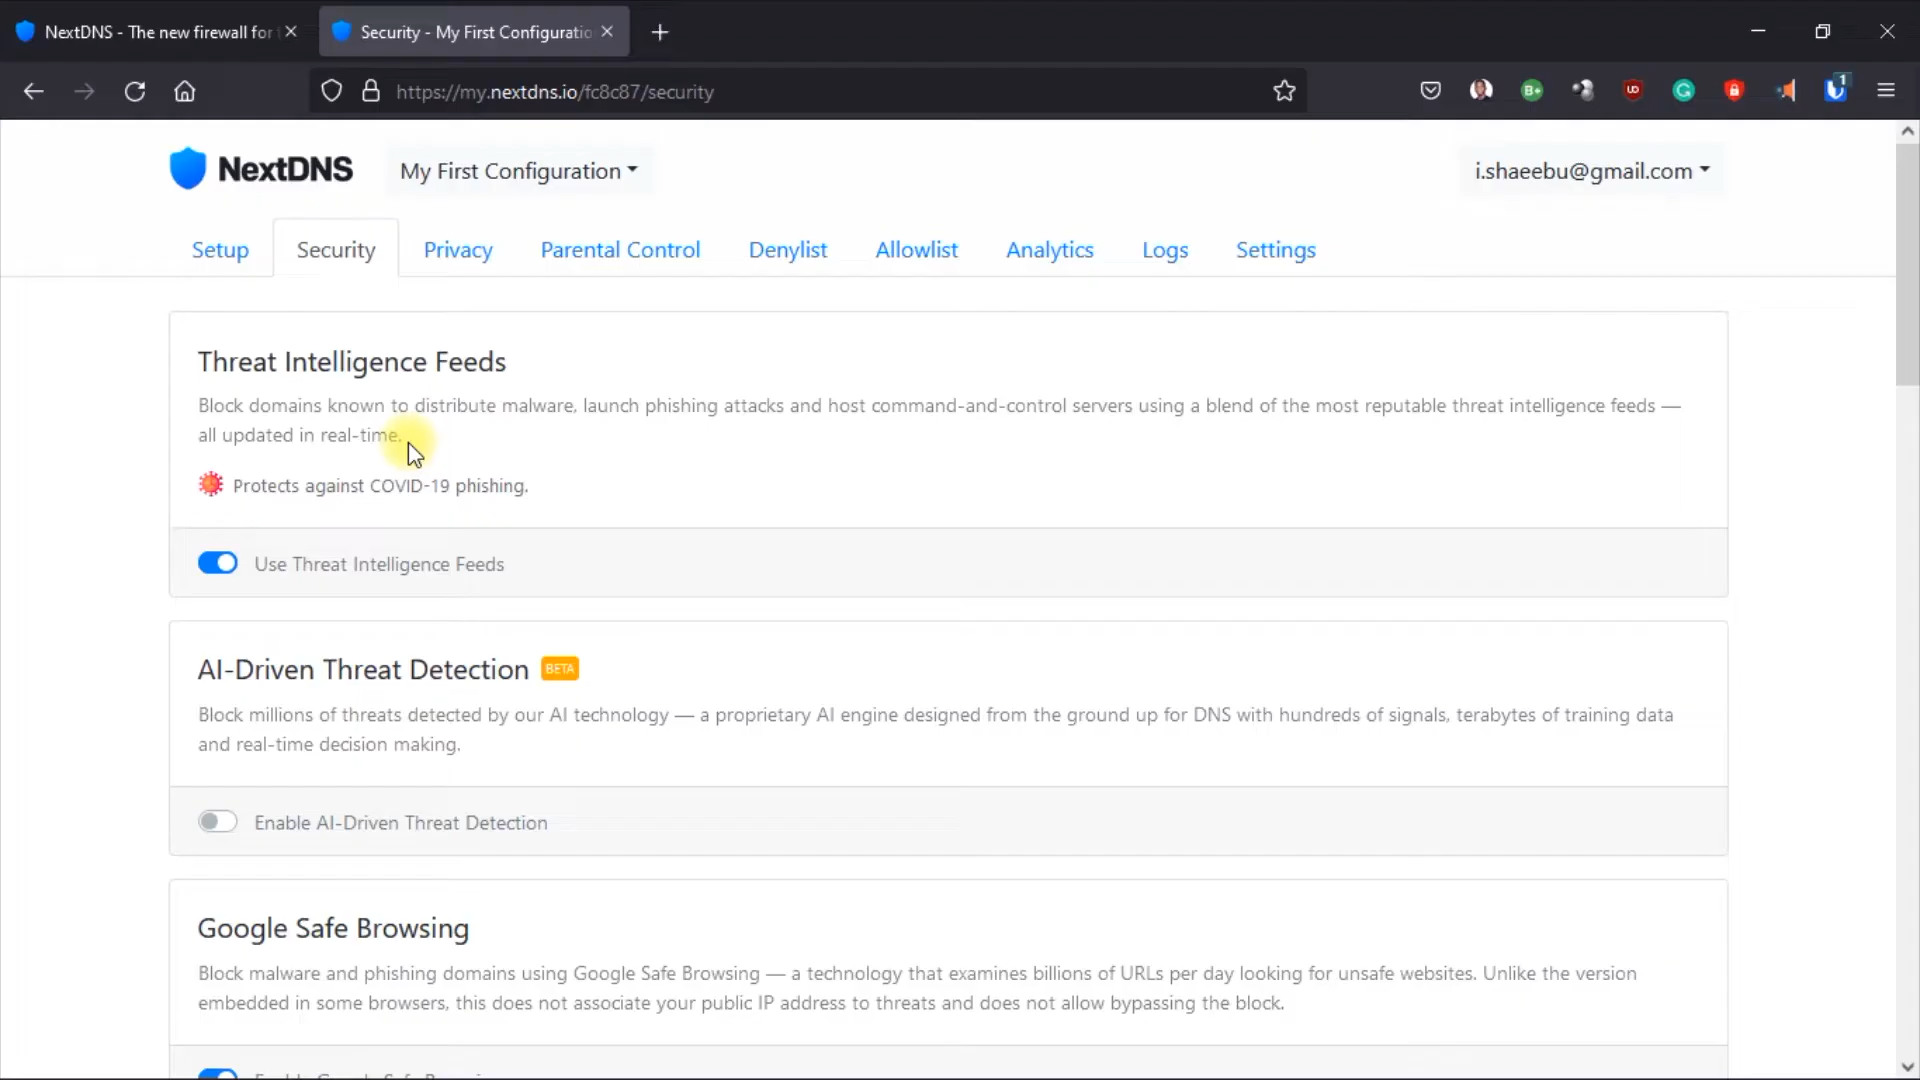 NextDNS - The new firewall for
Security - My First Configuratio
https://my.nextdns.io/fc8c87/security
NextDNS
My First Configuration
i.shaeebu@gmail.com
Setup
Security
Privacy
Parental Control
Denylist
Allowlist
Analytics
Logs
Settings
Threat Intelligence Feeds
Block domains known to distribute malware, launch phishing attacks and host command-and-control servers using a blend of the most reputable threat intelligence feeds —
all updated in real-time.
Protects against COVID-19 phishing.
Use Threat Intelligence Feeds
AI-Driven Threat Detection BETA
Block millions of threats detected by our AI technology — a proprietary AI engine designed from the ground up for DNS with hundreds of signals, terabytes of training data
and real-time decision making.
Enable AI-Driven Threat Detection
Google Safe Browsing
Block malware and phishing domains using Google Safe Browsing — a technology that examines billions of URLs per day looking for unsafe websites. Unlike the version
embedded in some browsers, this does not associate your public IP address to threats and does not allow bypassing the block.